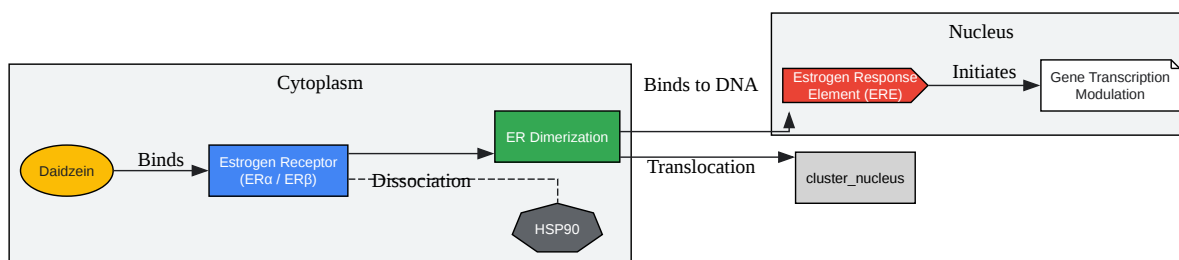 Cytoplasm
Daidzein
Binds
Estrogen Receptor
(ERα / ERβ)
Dissociation
HSP90
ER Dimerization
Binds to DNA
Translocation
Nucleus
Estrogen Response
Element (ERE)
Initiates
Gene Transcription
Modulation
cluster_nucleus